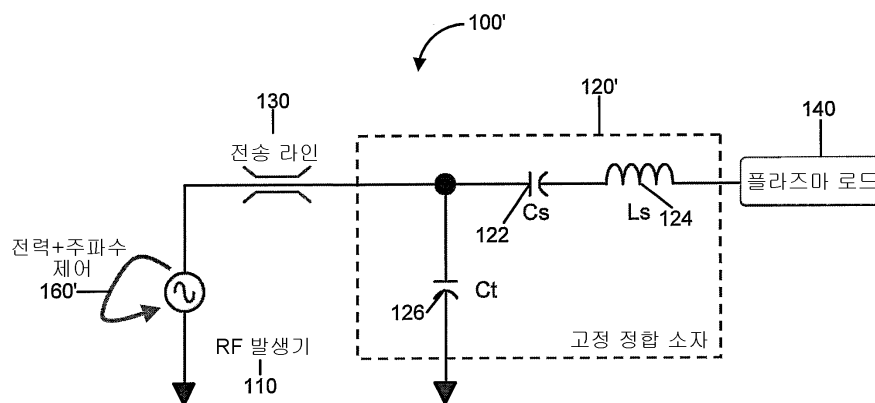 100'
130
전송 라인
120'
140
플라즈마 로드
Cs
122
Ls
124
전력+주파수
제어
160'
126
Ct
RF 발생기
110
고정 정합 소자